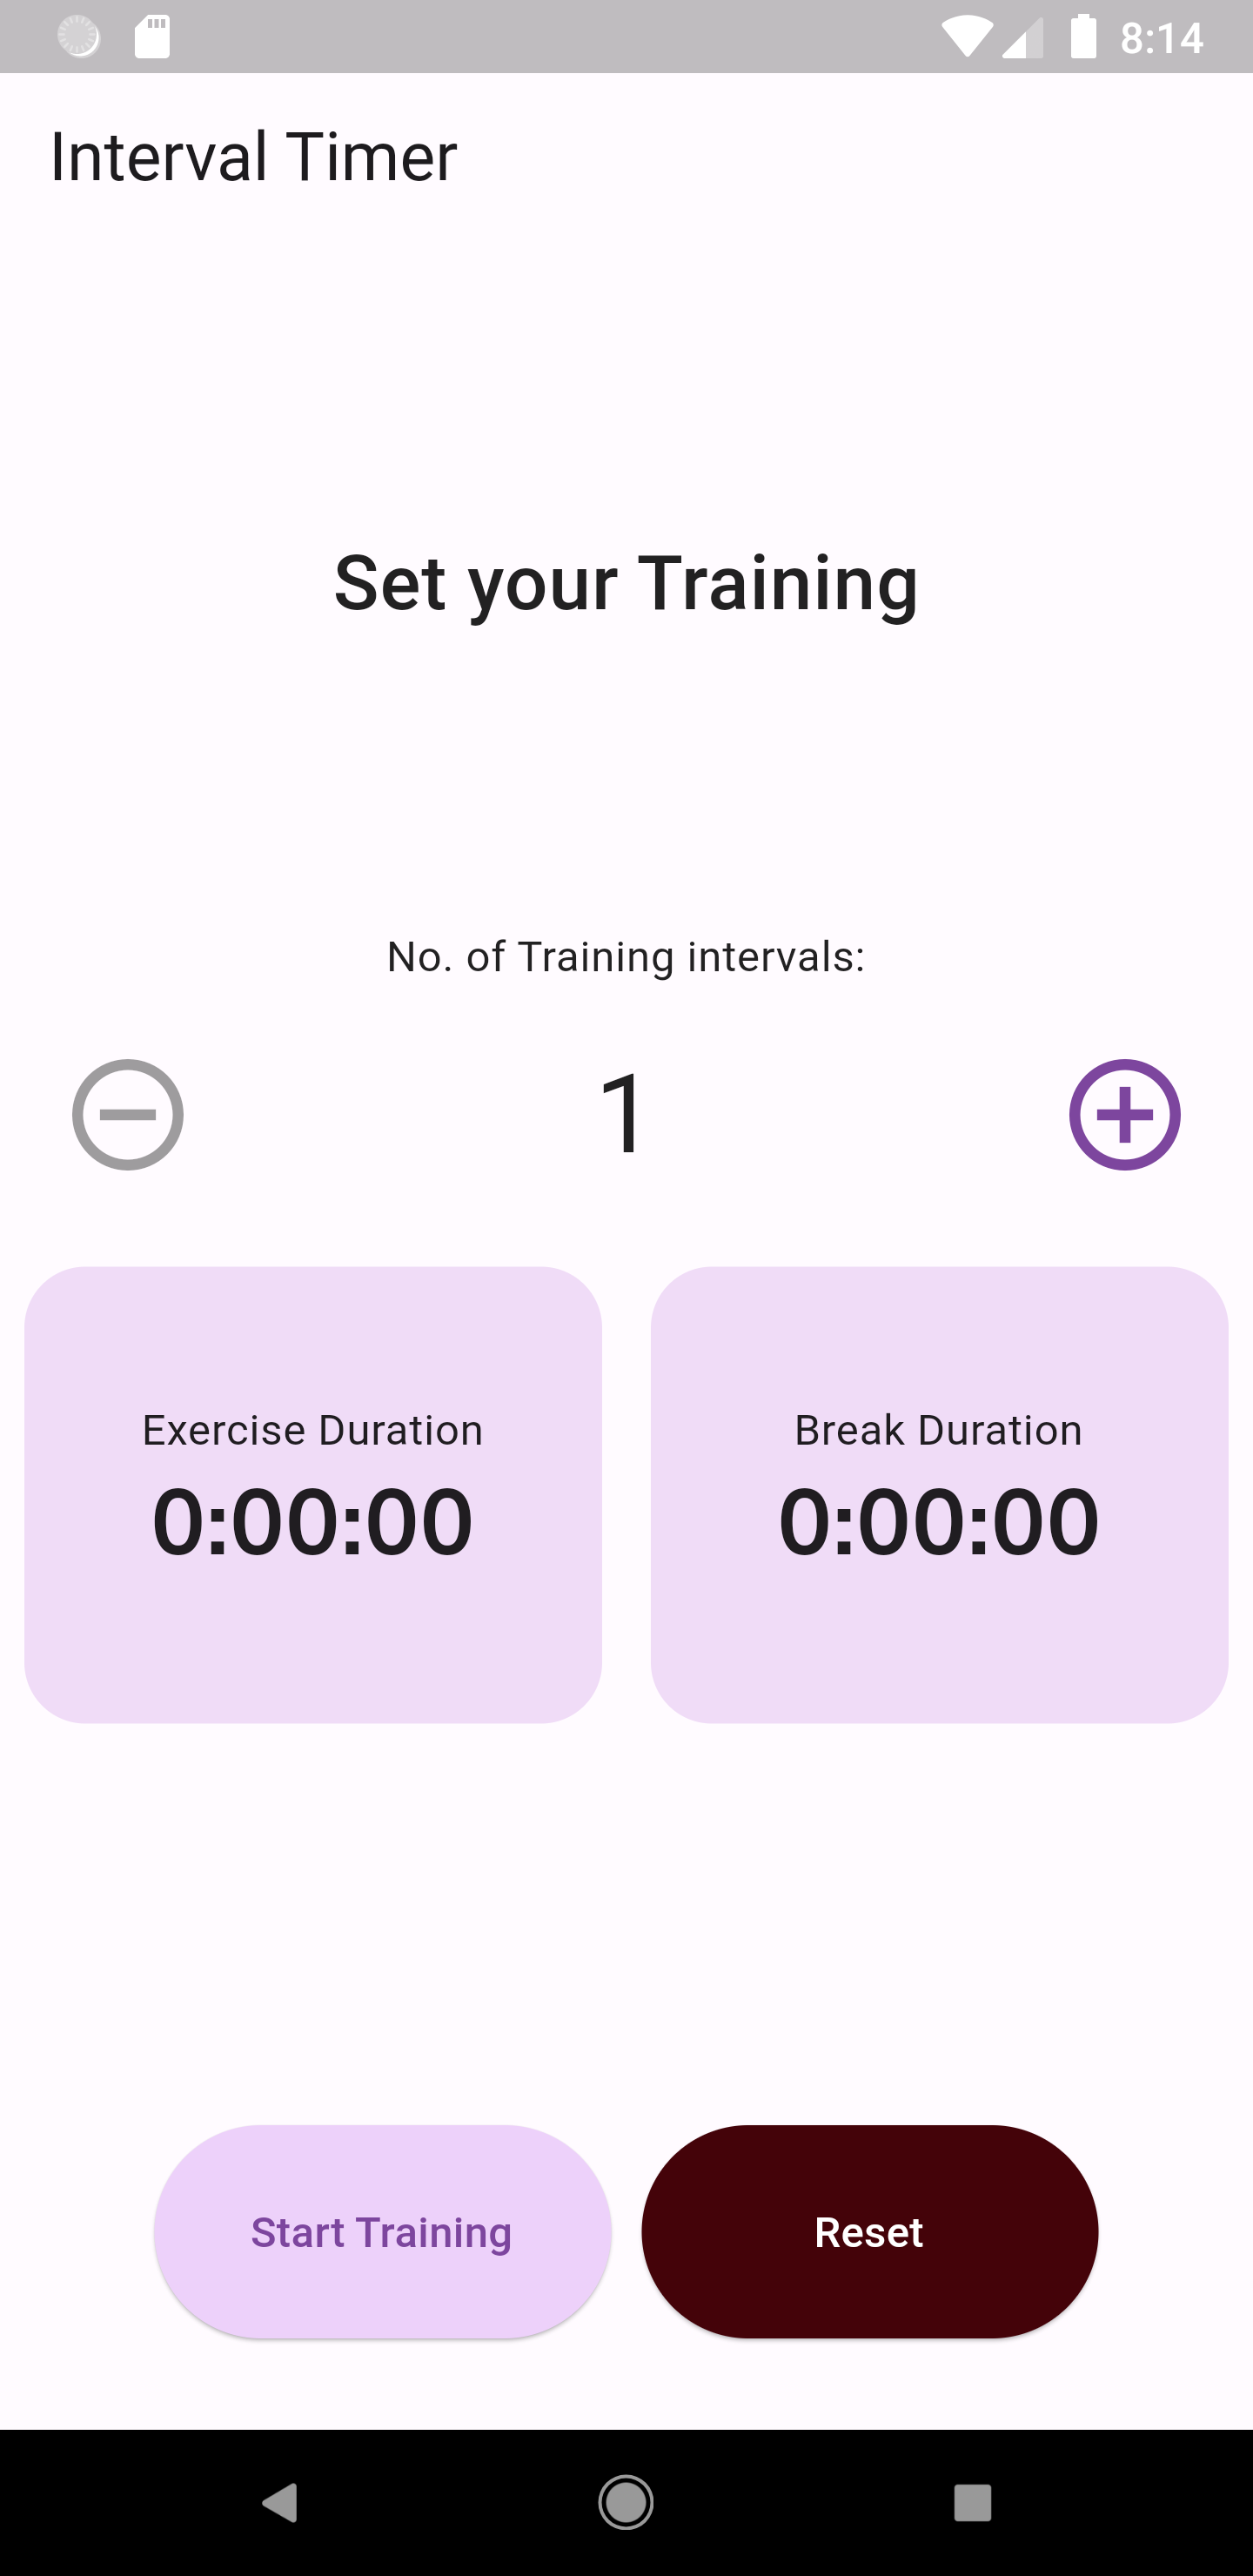 8:14
Interval Timer
Set your Training
No. of Training intervals:
1
Exercise Duration
0:00:00
Break Duration
0:00:00
Start Training
Reset